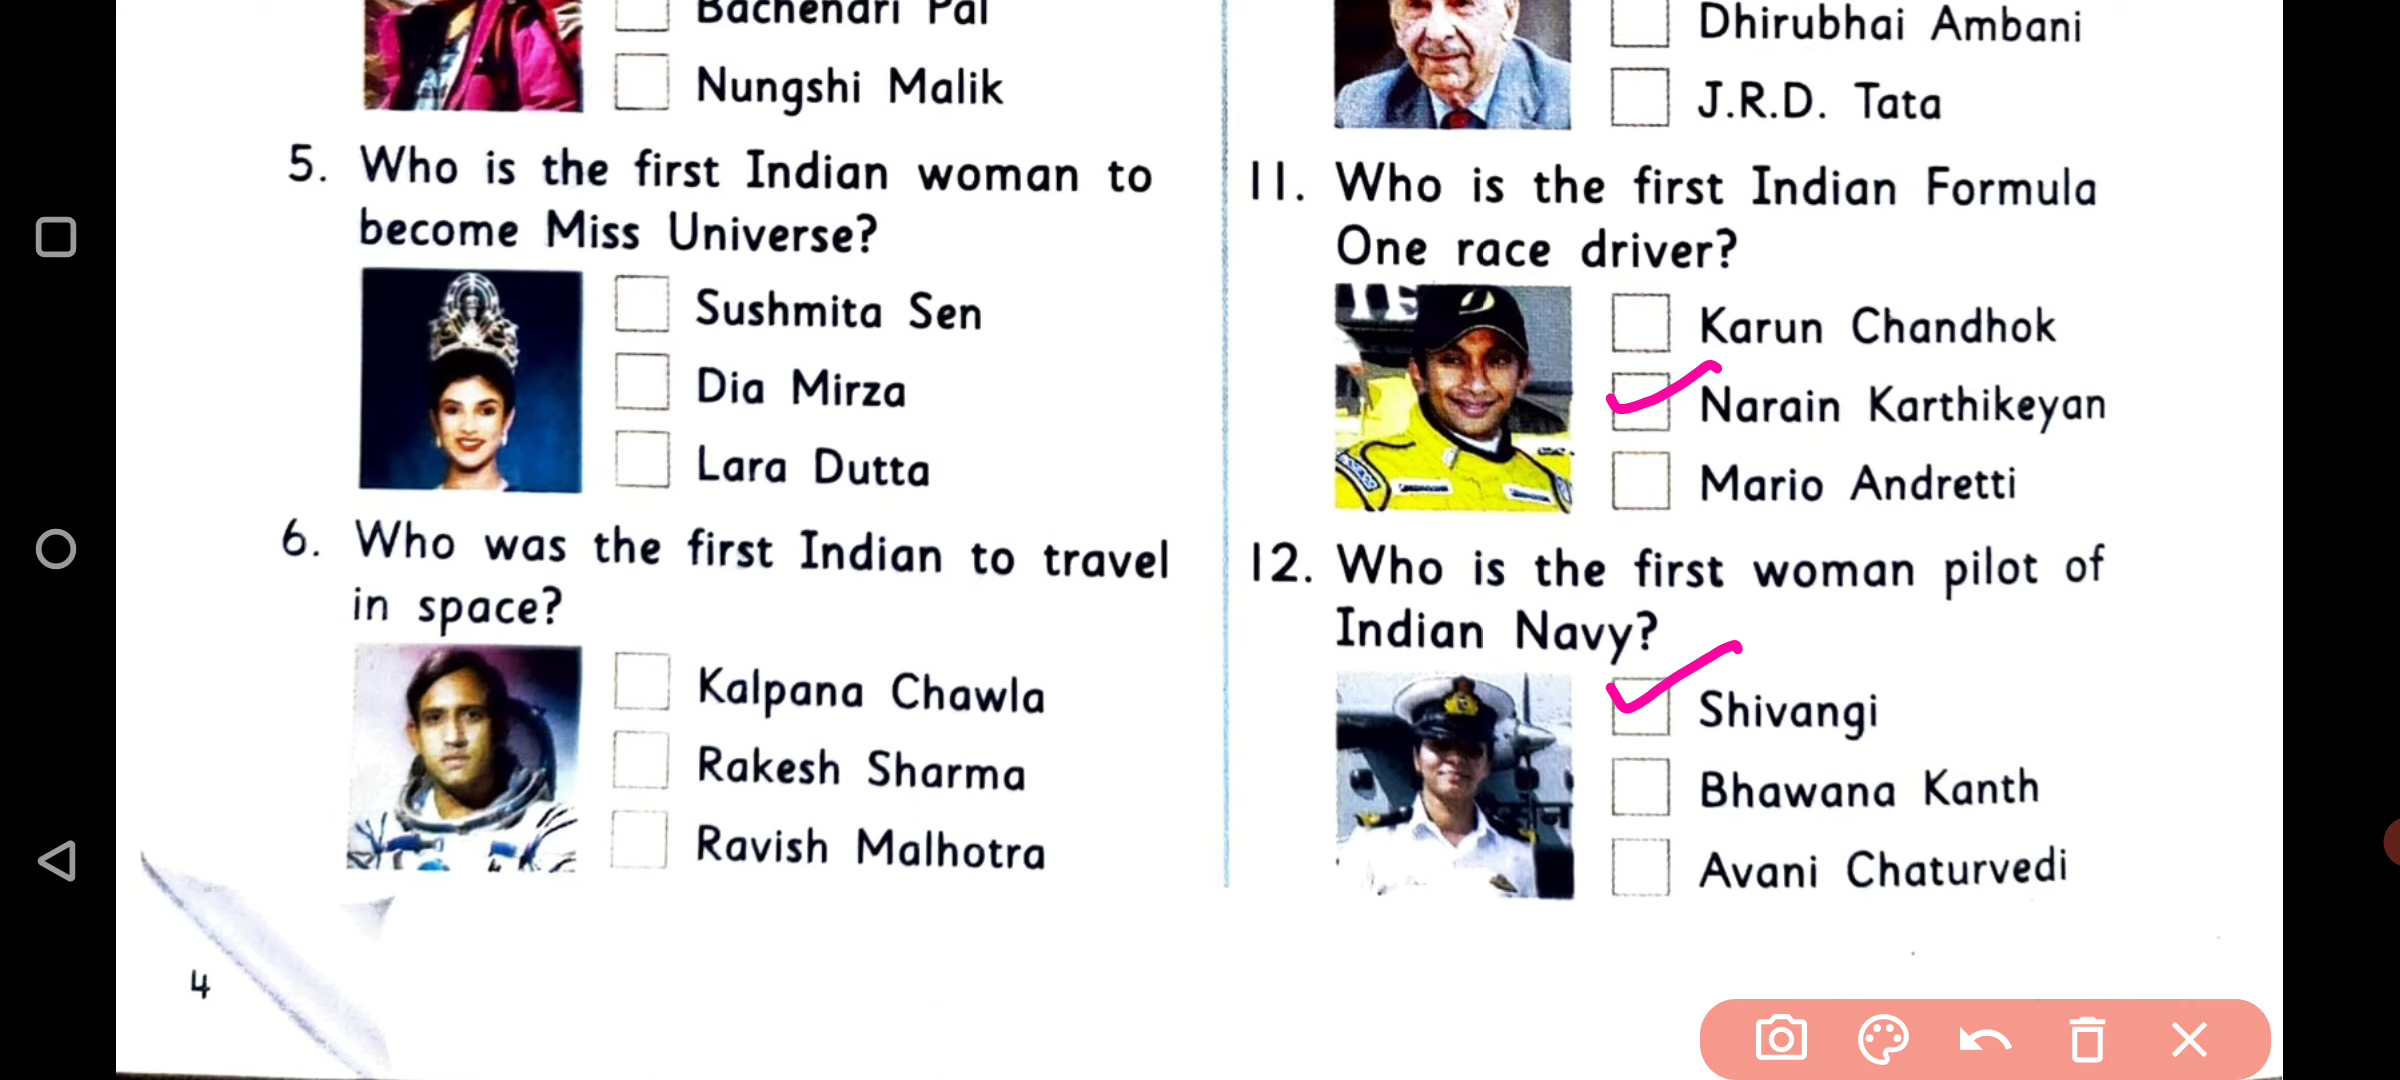 Bachendri Pal
Nungshi Malik
5. Who is the first Indian woman to
become Miss Universe?
Sushmita Sen
Dia Mirza
Lara Dutta
6. Who was the first Indian to travel
in space?
Kalpana Chawla
Rakesh Sharma
Ravish Malhotra
4
Dhirubhai Ambani
J.R.D. Tata
11. Who is the first Indian Formula
One race driver?
Karun Chandhok
Narain Karthikeyan
Mario Andretti
12. Who is the first woman pilot of
Indian Navy?
Shivangi
Bhawana Kanth
Avani Chaturvedi